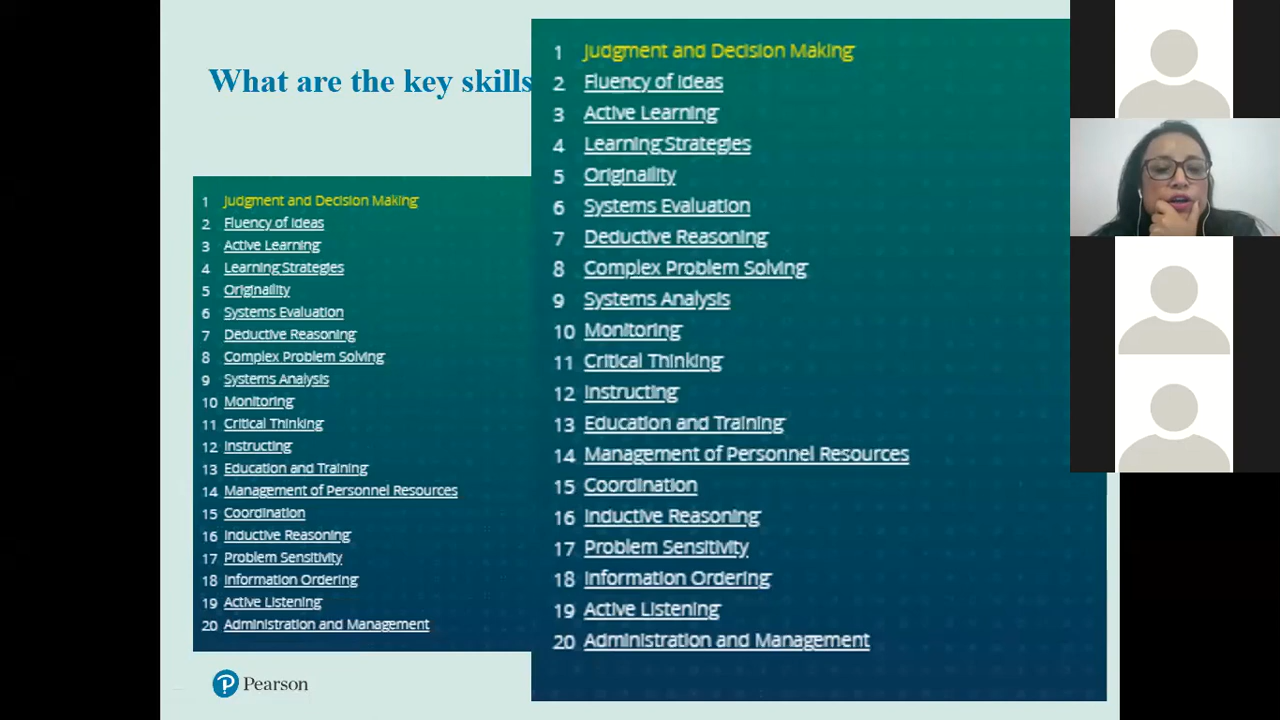 What are the key skills
1 Judgment and Decision Making
2 Fluency of Ideas
3 Active Learning
4 Learning Strategies
5 Originality
6 Systems Evaluation
7 Deductive Reasoning
8 Complex Problem Solving
9 Systems Analysis
10 Monitoring
11 Critical Thinking
12 Instructing
13 Education and Training
14 Management of Personnel Resources
15 Coordination
16 Inductive Reasoning
17 Problem Sensitivity
18 Information Ordering
19 Active Listening
20 Administration and Management
1 Judgment and Decision Making
2 Fluency of Ideas
3 Active Learning
4 Learning Strategies
5 Originality
6 Systems Evaluation
7 Deductive Reasoning
8 Complex Problem Solving
9 Systems Analysis
10 Monitoring
11 Critical Thinking
12 Instructing
13 Education and Training
14 Management of Personnel Resources
15 Coordination
16 Inductive Reasoning
17 Problem Sensitivity
18 Information Ordering
19 Active Listening
20 Administration and Management
P Pearson